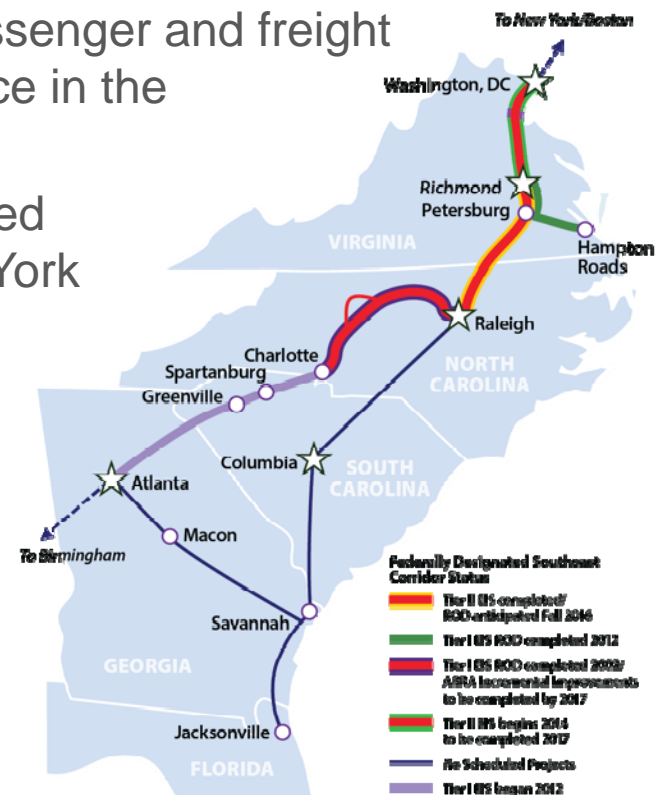 ssenger and freight
ce in the
ed
York
To New York/Boston
Washington, DC
Richmond
Petersburg
Hampton
Roads
VIRGINIA
Raleigh
Charlotte
Spartanburg
Greenville
NORTH
CAROLINA
Columbia
SOUTH
CAROLINA
Atlanta
Macon
To Birmingham
Savannah
GEORGIA
Jacksonville
FLORIDA
Federally Designated Southeast
Corridor Status
Tier II EIS completed/
ROD anticipated Fall 2016
Tier I EIS ROD completed 2012
Tier I EIS ROD completed 2002/
ARRA Incremental Improvements
to be completed by 2017
Tier II EIS begins 2014
to be completed 2017
No Scheduled Projects
Tier I EIS began 2012